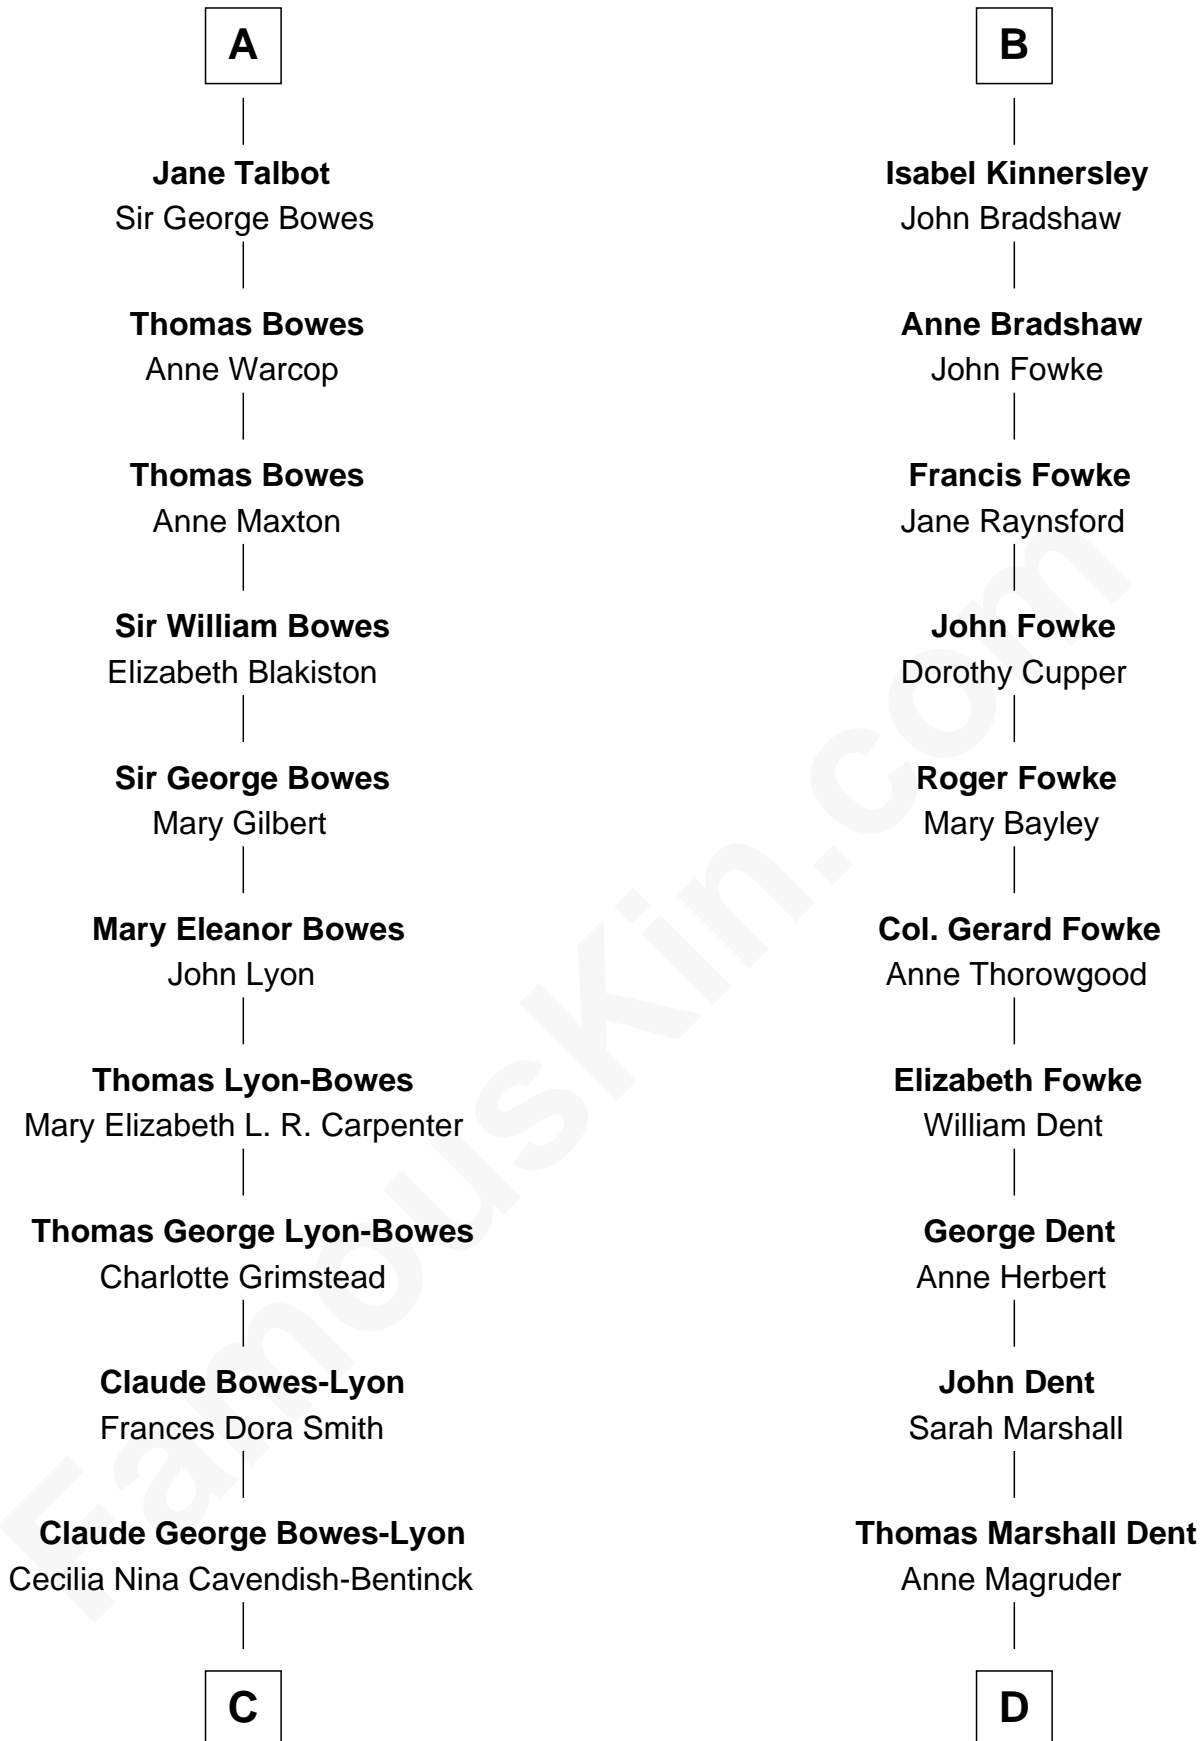 A
Jane Talbot
Sir George Bowes
Thomas Bowes
Anne Warcop
Thomas Bowes
Anne Maxton
Sir William Bowes
Elizabeth Blakiston
Sir George Bowes
Mary Gilbert
Mary Eleanor Bowes
John Lyon
Thomas Lyon-Bowes
Mary Elizabeth L. R. Carpenter
Thomas George Lyon-Bowes
Charlotte Grimstead
Claude Bowes-Lyon
Frances Dora Smith
Claude George Bowes-Lyon
Cecilia Nina Cavendish-Bentinck
C
B
Isabel Kinnersley
John Bradshaw
Anne Bradshaw
John Fowke
Francis Fowke
Jane Raynsford
John Fowke
Dorothy Cupper
Roger Fowke
Mary Bayley
Col. Gerard Fowke
Anne Thorowgood
Elizabeth Fowke
William Dent
George Dent
Anne Herbert
John Dent
Sarah Marshall
Thomas Marshall Dent
Anne Magruder
D
FamousKin.com